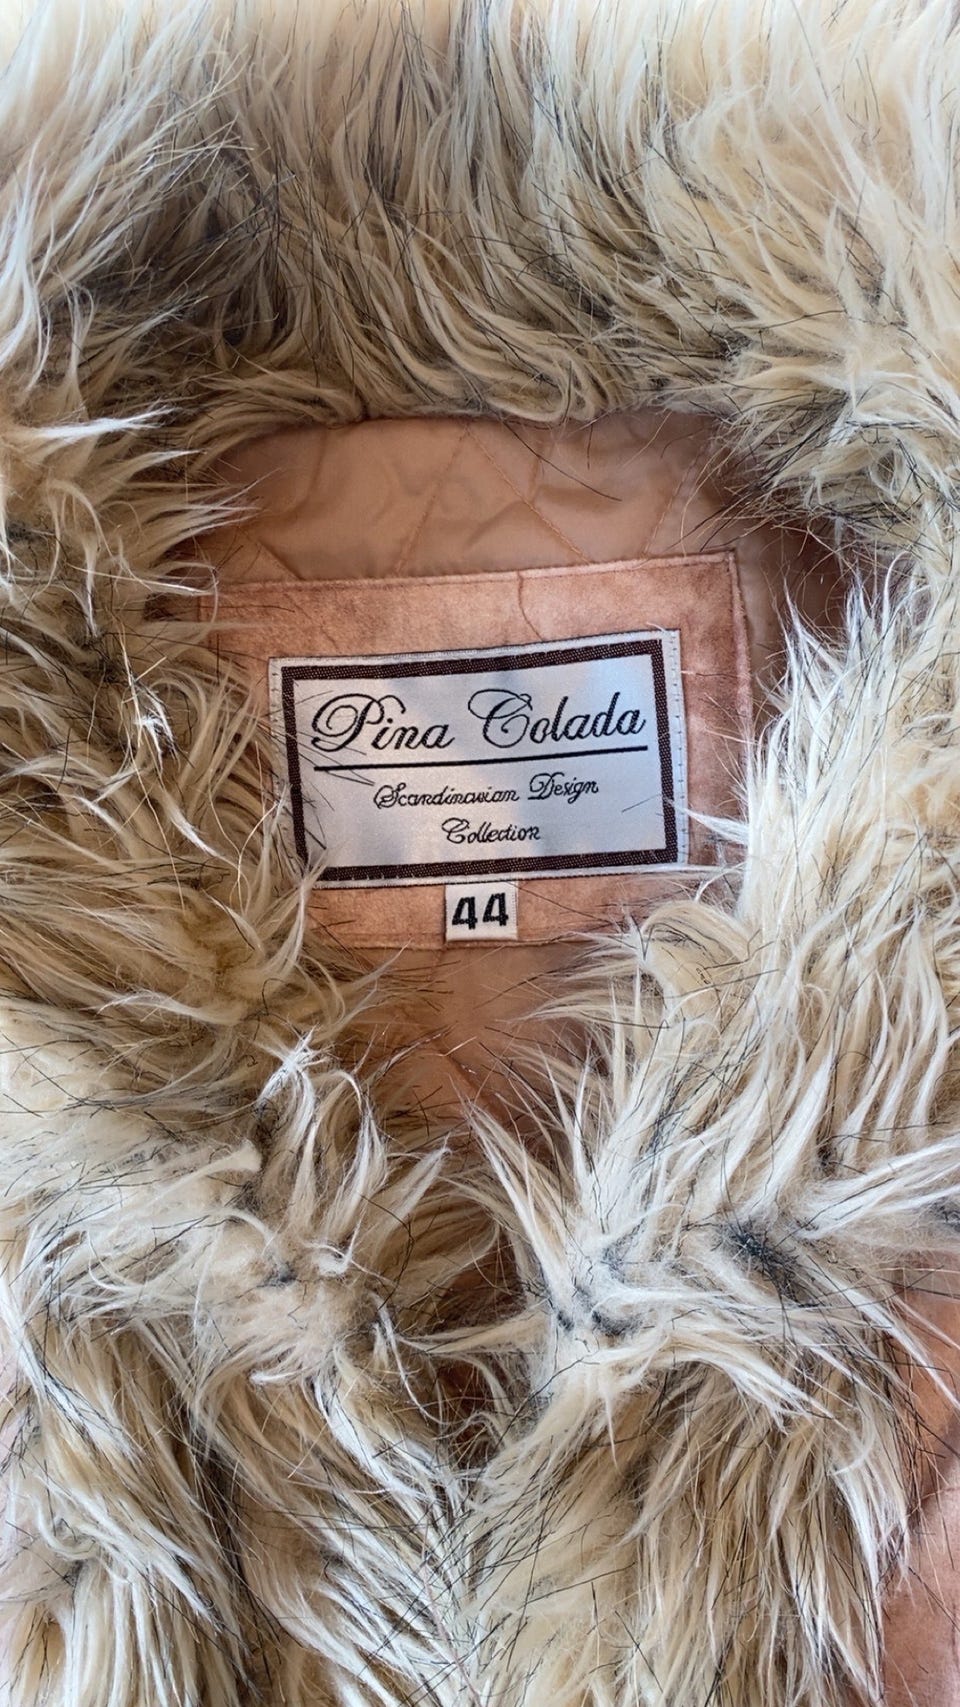 Pina Colada
Scandinavian Design
Collection
44